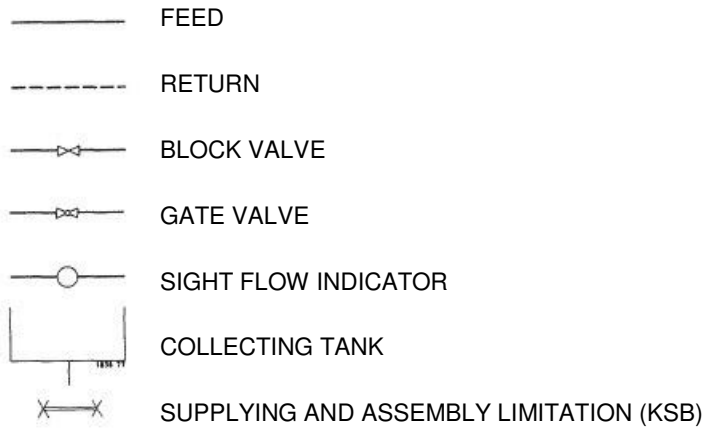 FEED
RETURN
BLOCK VALVE
GATE VALVE
SIGHT FLOW INDICATOR
COLLECTING TANK
SUPPLYING AND ASSEMBLY LIMITATION (KSB)